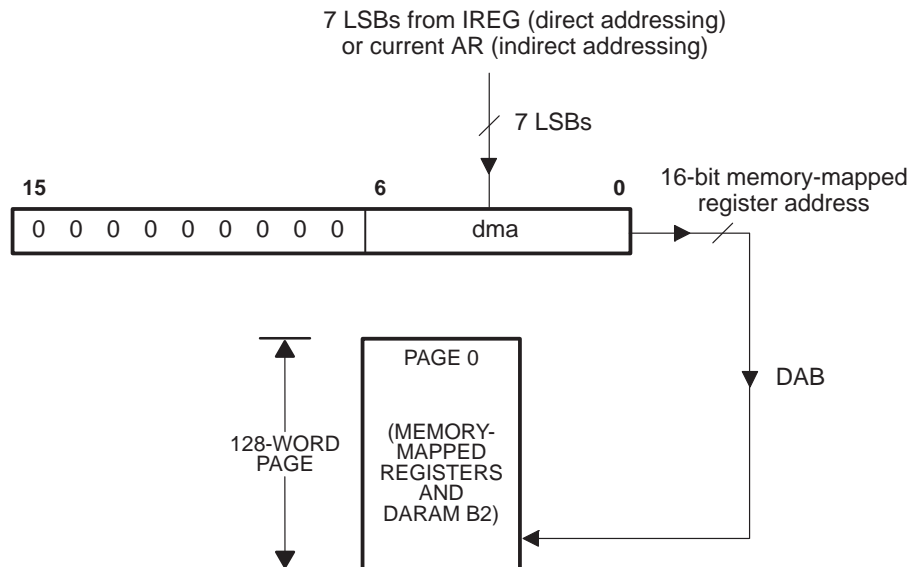 7 LSBs from IREG (direct addressing)
or current AR (indirect addressing)
7 LSBs
15 6 0
16-bit memory-mapped
register address
0 0 0 0 0 0 0 0 0 dma
DAB
PAGE 0
128-WORD
PAGE
(MEMORY-
MAPPED
REGISTERS
AND
DARAM B2)